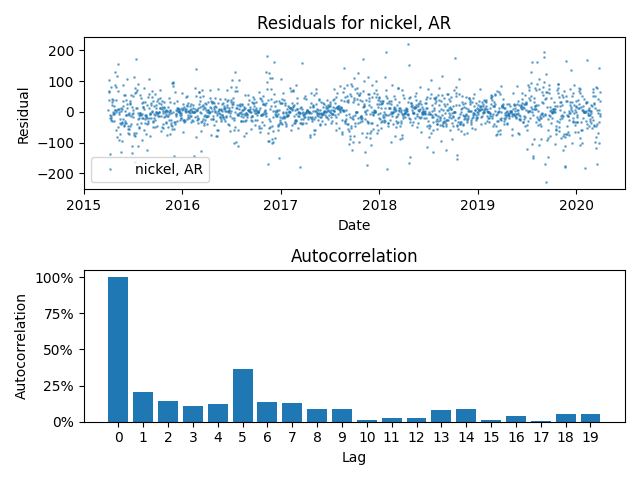 Residuals for nickel, AR
200
100
0
−100
−200
Residual
nickel, AR
2015 2016 2017 2018 2019 2020
Date
Autocorrelation
100%
75%
50%
25%
0%
Autocorrelation
0 1 2 3 4 5 6 7 8 9 10 11 12 13 14 15 16 17 18 19
Lag